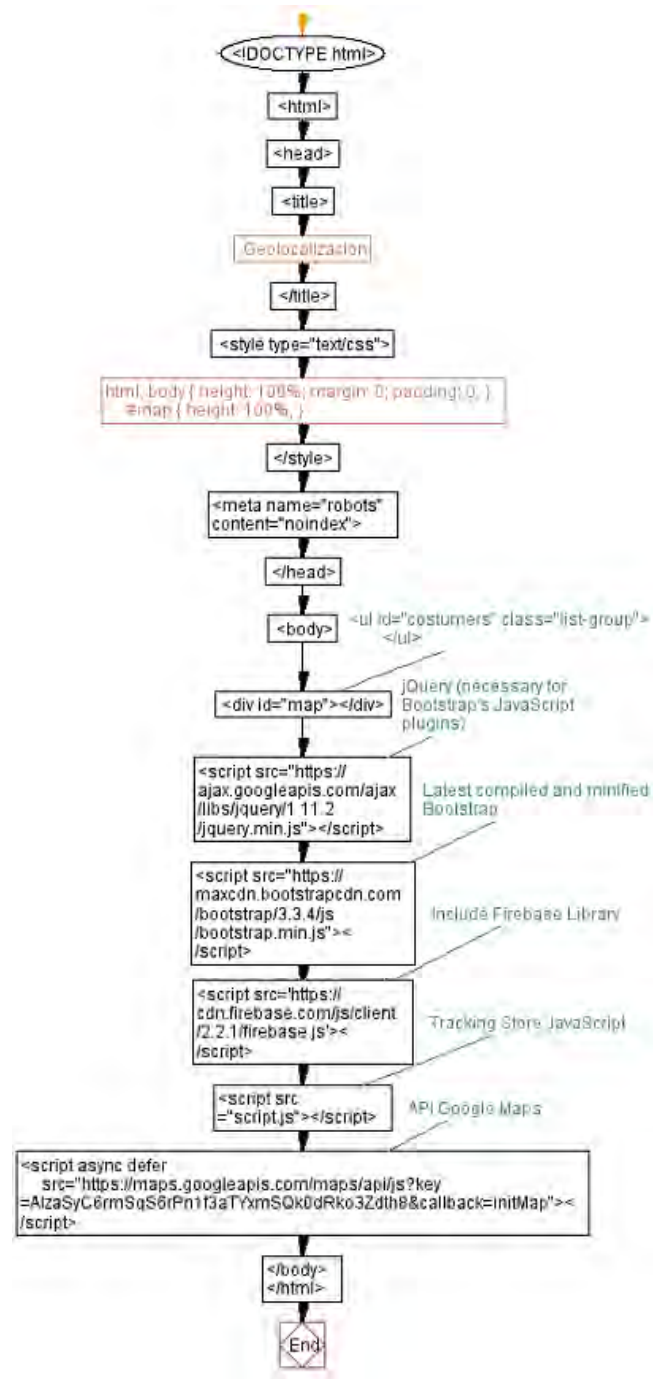 <!DOCTYPE html>
<html>
<head>
<title>
Geolocalizacion
</title>
<style type="text/css">
html, body { height: 100%; margin: 0; padding: 0; }
#map { height: 100%; }
</style>
<meta name="robots"
content="noindex">
</head>
<body>
<ul id="costumers" class="list-group">
</ul>
<div id="map"></div>
jQuery (necessary for
Bootstrap's JavaScript
plugins)
<script src="https://
ajax.googleapis.com/ajax
/libs/jquery/1.11.2
/jquery.min.js"></script>
Latest compiled and minified
Bootstrap
<script src="https://
maxcdn.bootstrapcdn.com
/bootstrap/3.3.4/js
/bootstrap.min.js"><
/script>
Include Firebase Library
<script src='https://
cdn.firebase.com/js/client
/2.2.1/firebase.js'><
/script>
Tracking Store JavaScript
<script src
="script.js"></script>
API Google Maps
<script async defer
src="https://maps.googleapis.com/maps/api/js?key
&callback=initMap"><
/script>
</body>
</html>
End